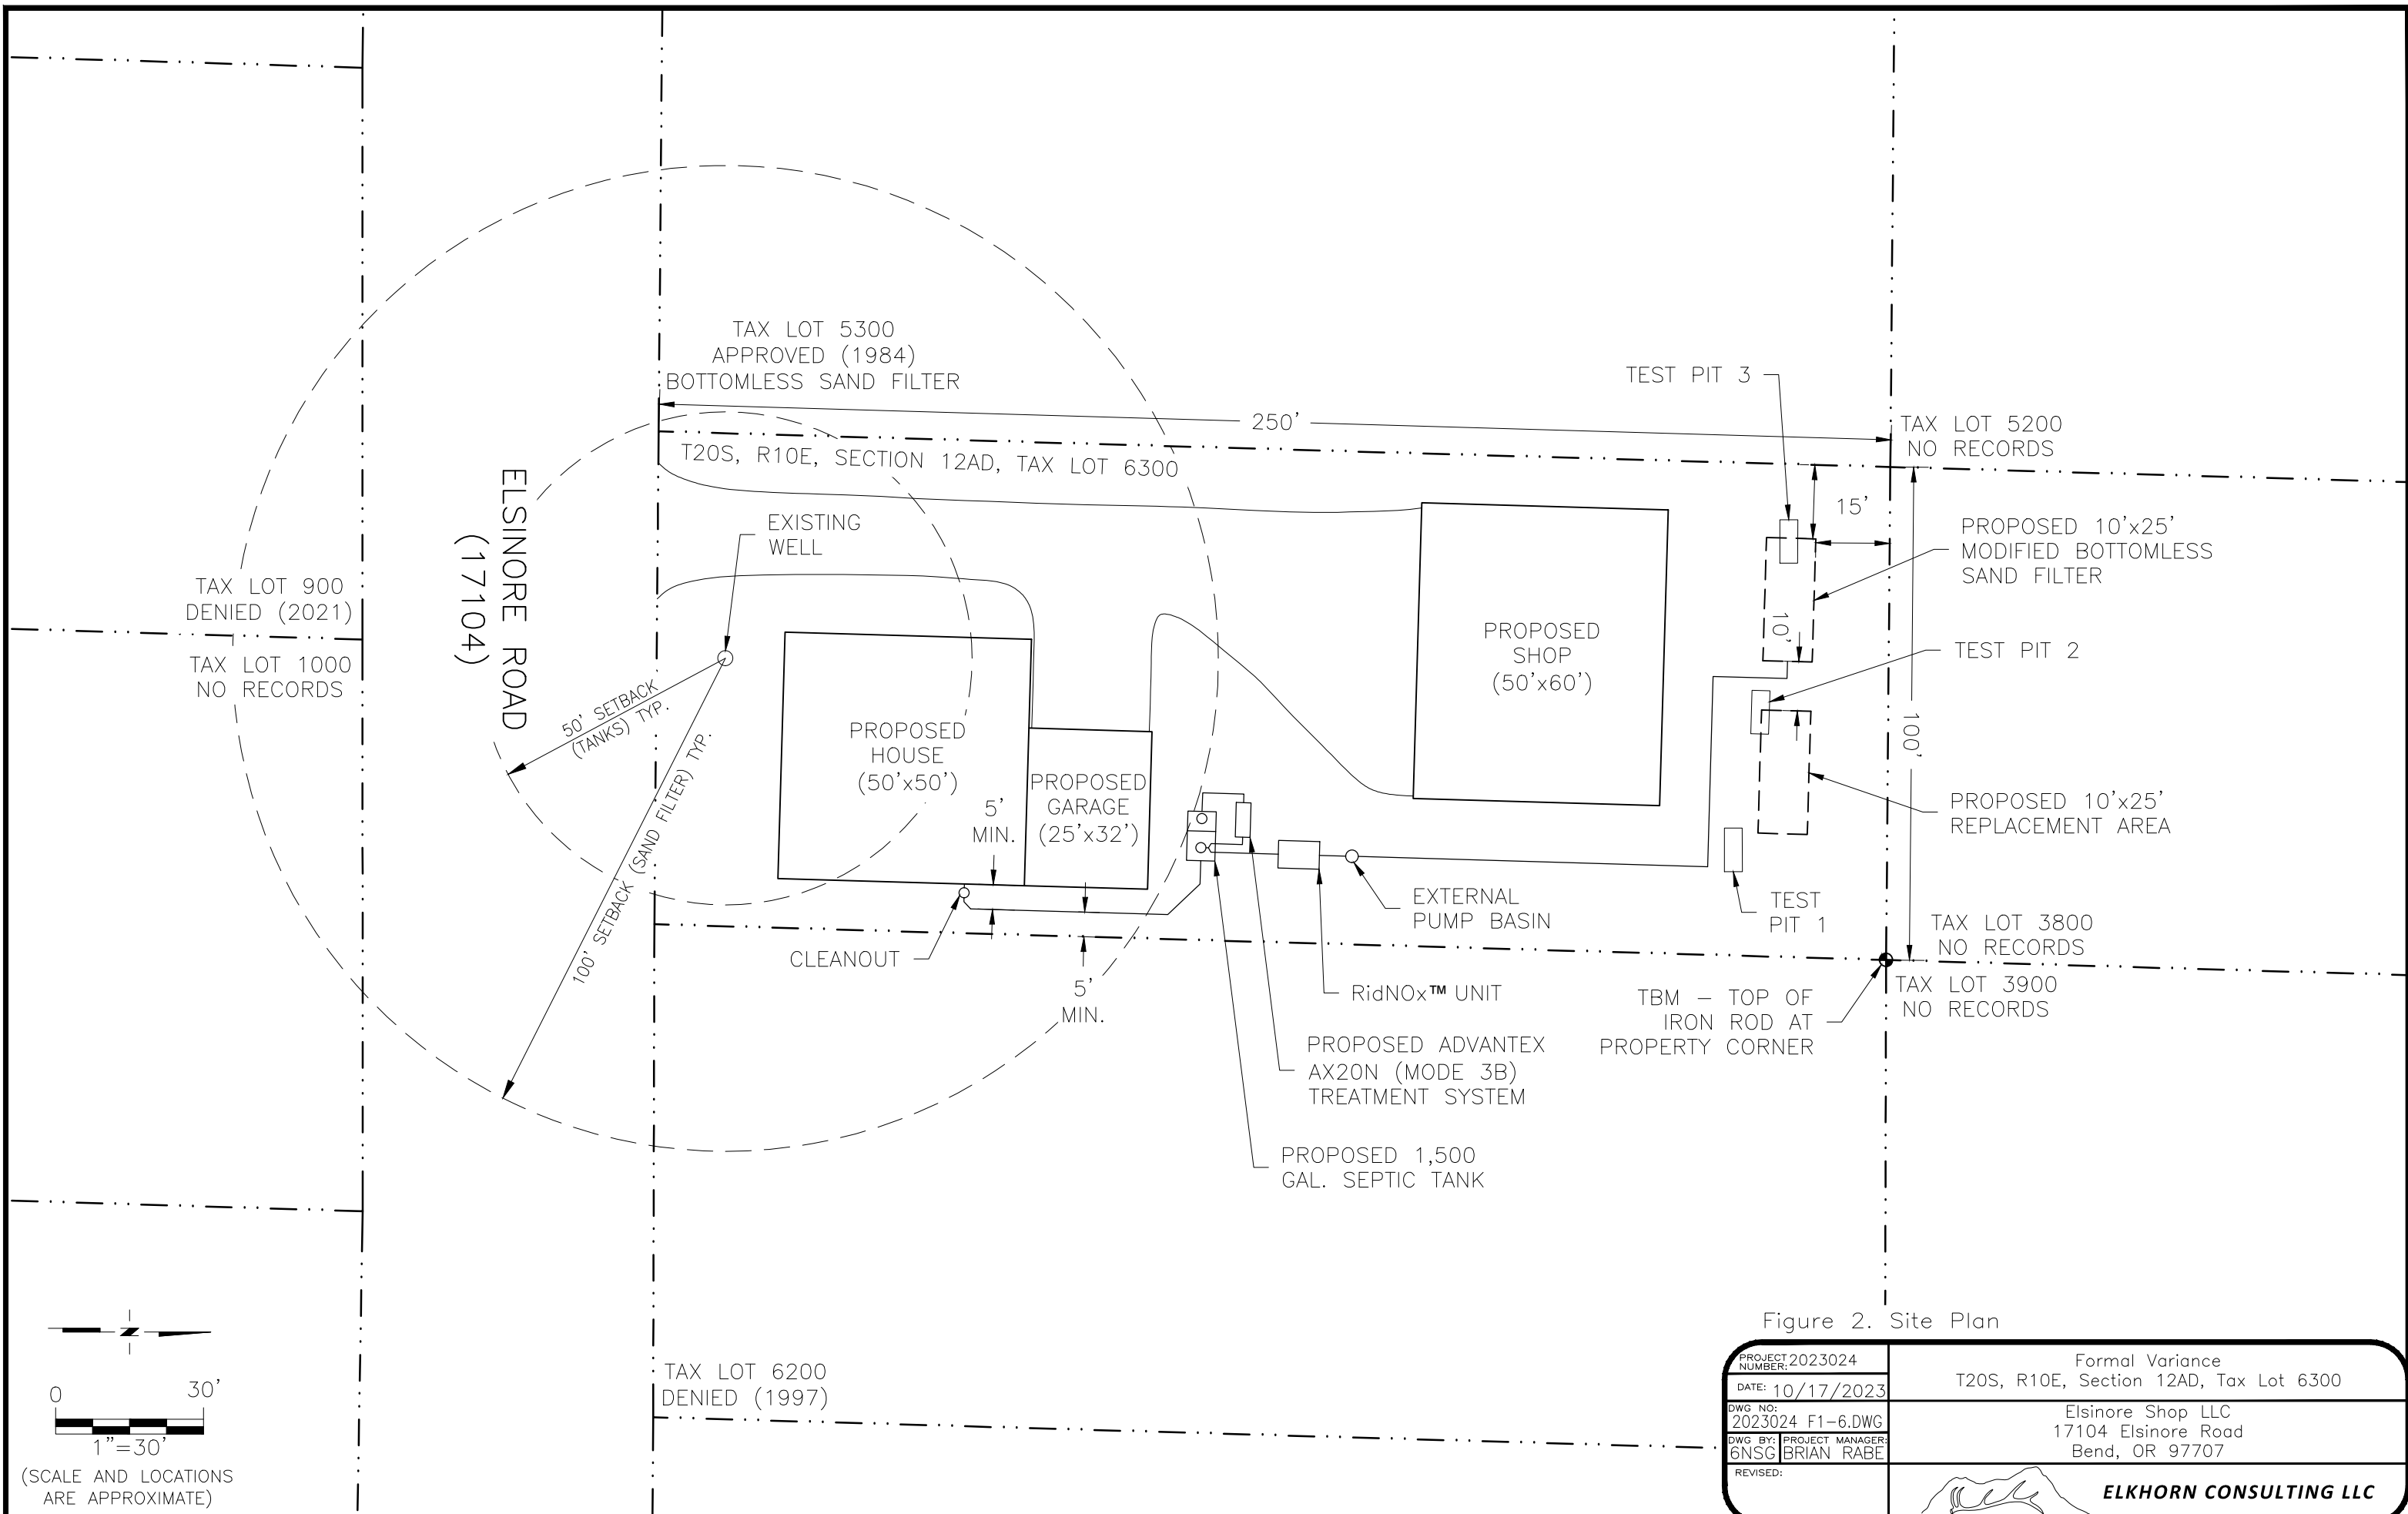 TAX LOT 5300
APPROVED (1984)
BOTTOMLESS SAND FILTER
TEST PIT 3
250'
TAX LOT 5200
NO RECORDS
T20S, R10E, SECTION 12AD, TAX LOT 6300
ELSINORE ROAD
(17104)
EXISTING
WELL
15'
PROPOSED 10'x25'
MODIFIED BOTTOMLESS
SAND FILTER
TAX LOT 900
DENIED (2021)
TAX LOT 1000
NO RECORDS
PROPOSED
SHOP
(50'x60')
10'
TEST PIT 2
50' SETBACK
(TANKS) TYP.
100' SETBACK (SAND FILTER) TYP.
PROPOSED
HOUSE
(50'x50')
PROPOSED
GARAGE
(25'x32')
5'
MIN.
100'
PROPOSED 10'x25'
REPLACEMENT AREA
EXTERNAL
PUMP BASIN
TEST
PIT 1
TAX LOT 3800
NO RECORDS
CLEANOUT
5'
MIN.
RidNOx™ UNIT
TBM – TOP OF
IRON ROD AT
PROPERTY CORNER
TAX LOT 3900
NO RECORDS
PROPOSED ADVANTEX
AX20N (MODE 3B)
TREATMENT SYSTEM
PROPOSED 1,500
GAL. SEPTIC TANK
TAX LOT 6200
DENIED (1997)
Z
0 30'
1"=30'
(SCALE AND LOCATIONS
ARE APPROXIMATE)
Figure 2. Site Plan
PROJECT NUMBER: 2023024
DATE: 10/17/2023
DWG NO:
2023024 F1-6.DWG
DWG BY:
6NSG
PROJECT MANAGER:
BRIAN RABE
REVISED:
Formal Variance
T20S, R10E, Section 12AD, Tax Lot 6300
Elsinore Shop LLC
17104 Elsinore Road
Bend, OR 97707
ELKHORN CONSULTING LLC